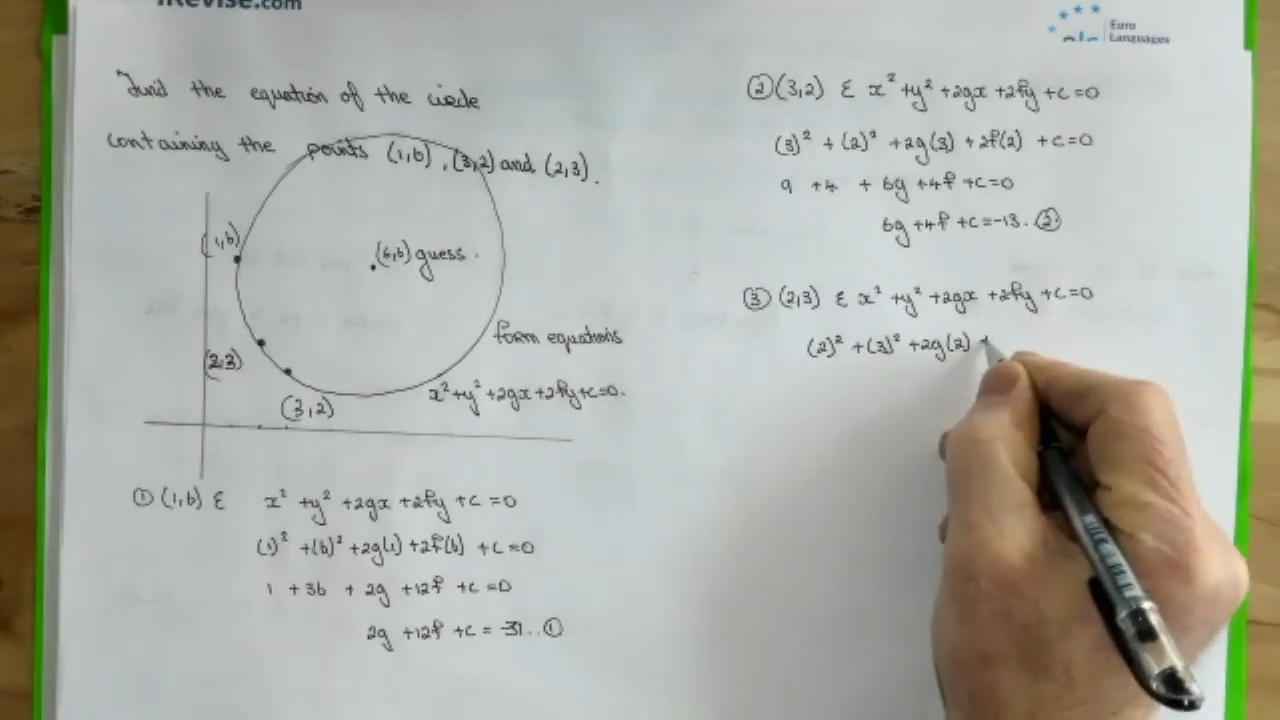 iRevise.com
Euro
Languages
Find the equation of the circle
containing the points (1,6), (3,2) and (2,3).
(1,6)
(6,6) guess.
(2,3)
(3,2)
form equations
x² + y² + 2gx + 2fy + c = 0.
① (1,6) ε x² + y² + 2gx + 2fy + c = 0
(1)² + (6)² + 2g(1) + 2f(6) + c = 0
1 + 36 + 2g + 12f + c = 0
2g + 12f + c = -37 .. ①
② (3,2) ε x² + y² + 2gx + 2fy + c = 0
(3)² + (2)² + 2g(3) + 2f(2) + c = 0
9 + 4 + 6g + 4f + c = 0
6g + 4f + c = -13 . ②
③ (2,3) ε x² + y² + 2gx + 2fy + c = 0
(2)² + (3)² + 2g(2) +